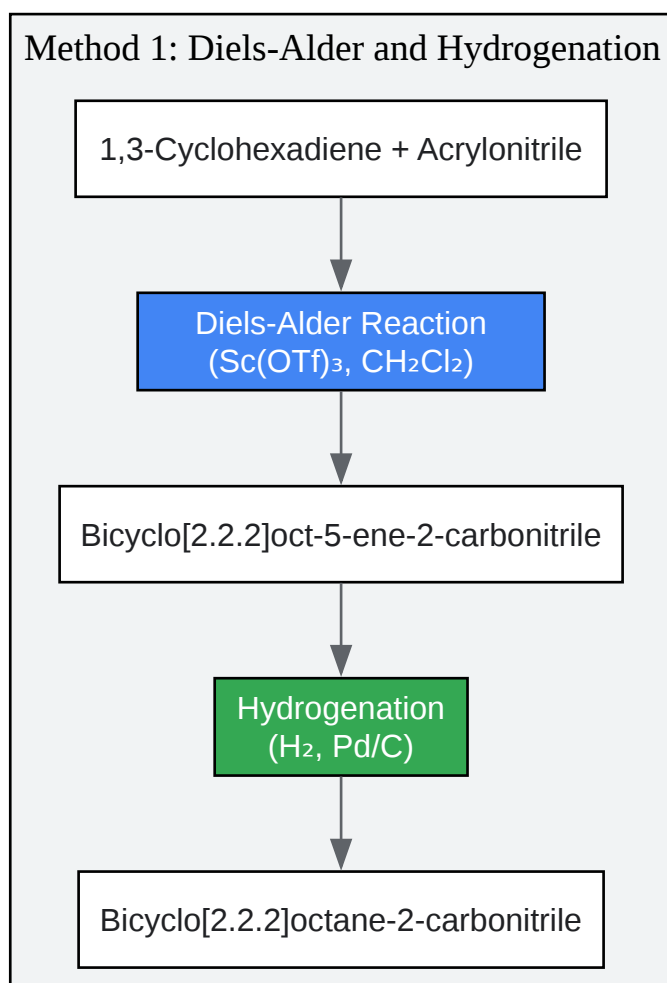 Method 1: Diels-Alder and Hydrogenation
1,3-Cyclohexadiene + Acrylonitrile
Diels-Alder Reaction
(Sc(OTf)₃, CH₂Cl₂)
Bicyclo[2.2.2]oct-5-ene-2-carbonitrile
Hydrogenation
(H₂, Pd/C)
Bicyclo[2.2.2]octane-2-carbonitrile